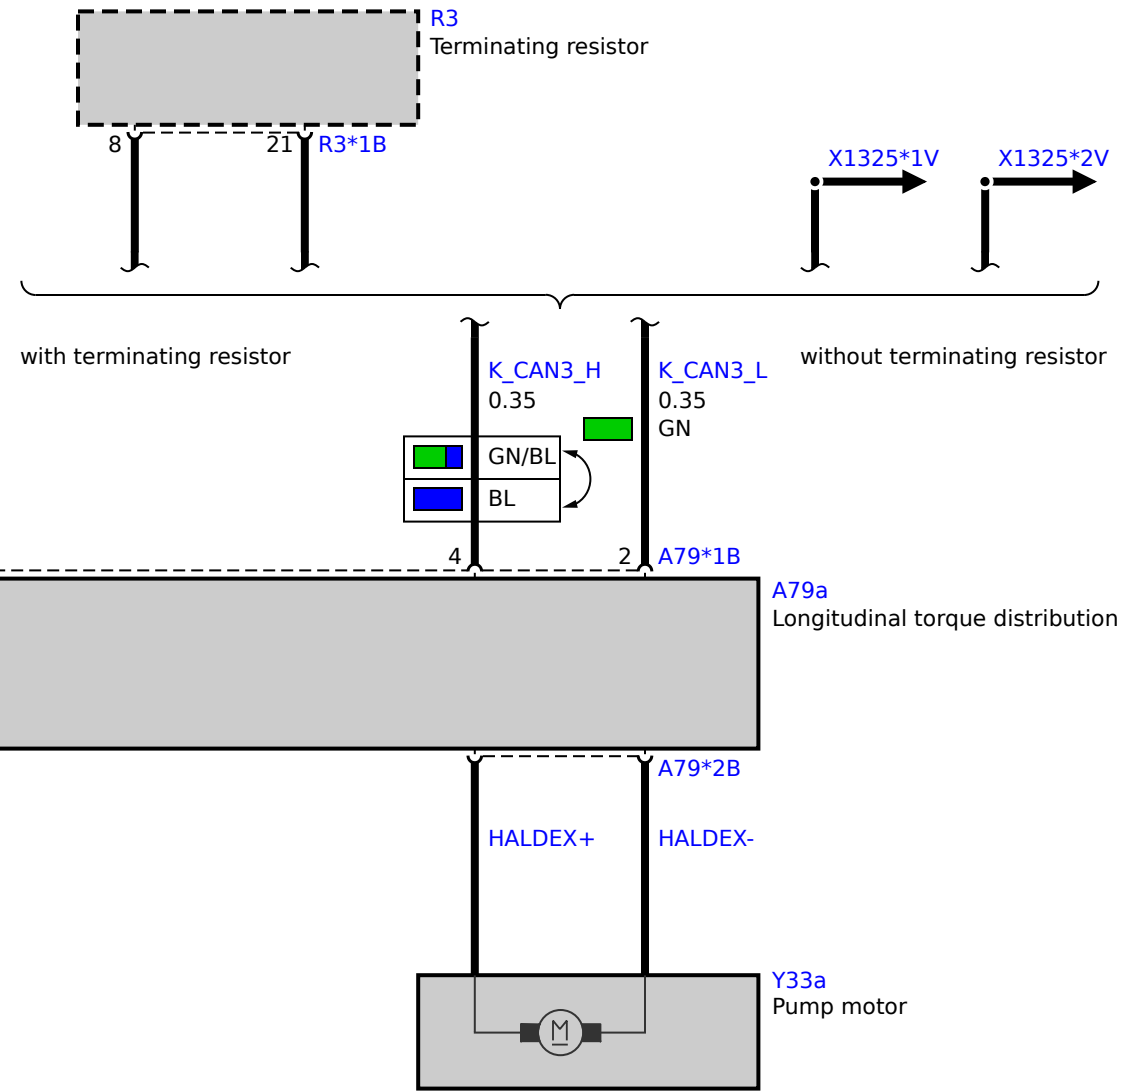 R3
Terminating resistor
8
21
R3*1B
X1325*1V
X1325*2V
with terminating resistor
without terminating resistor
K_CAN3_H
0.35
K_CAN3_L
0.35
GN
GN/BL
BL
4
2
A79*1B
A79a
Longitudinal torque distribution
A79*2B
HALDEX+
HALDEX-
Y33a
Pump motor
M